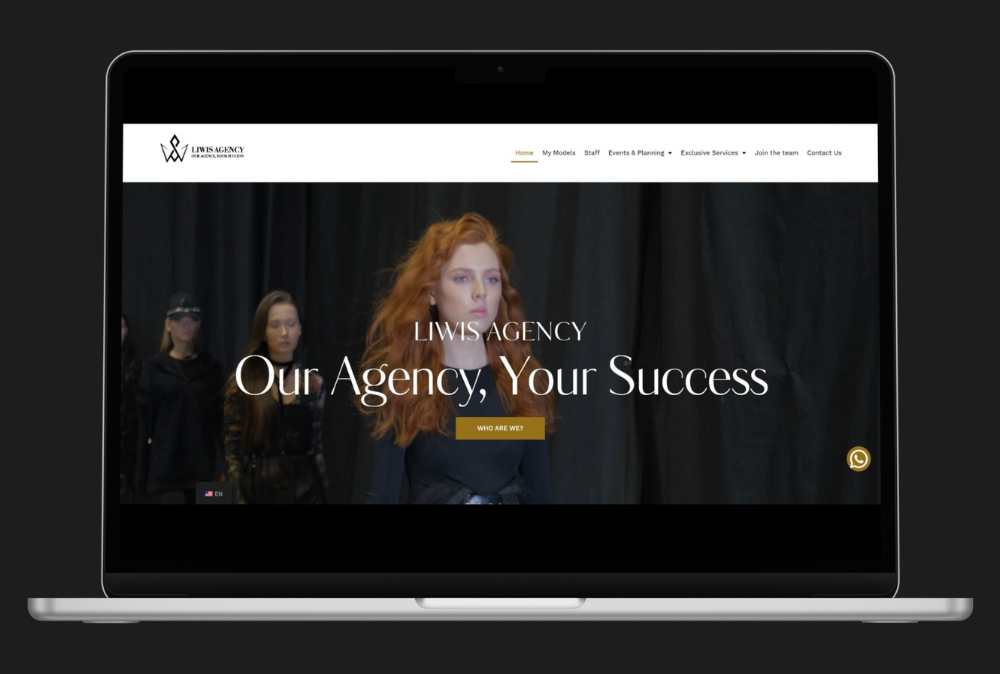 LIWIS AGENCY
OUR AGENCY, YOUR SUCCESS
Home My Models Staff Events & Planning Exclusive Services Join the team Contact Us
LIWIS AGENCY
Our Agency, Your Success
WHO ARE WE?
EN